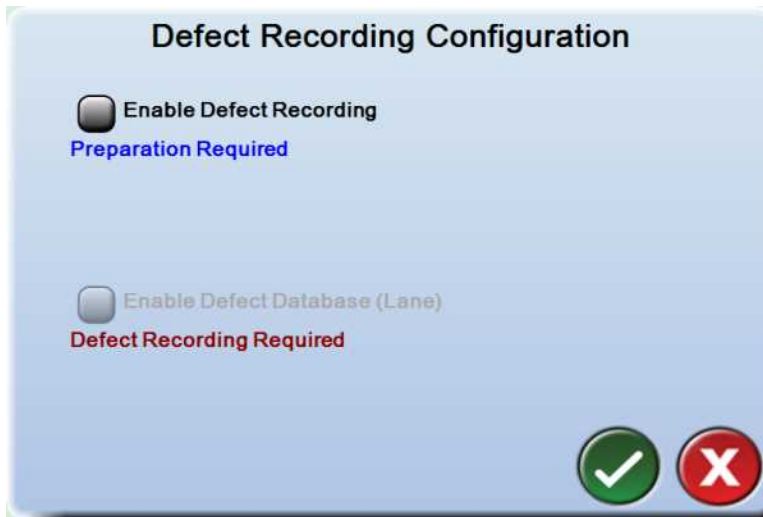 Defect Recording Configuration
Enable Defect Recording
Preparation Required
Enable Defect Database (Lane)
Defect Recording Required